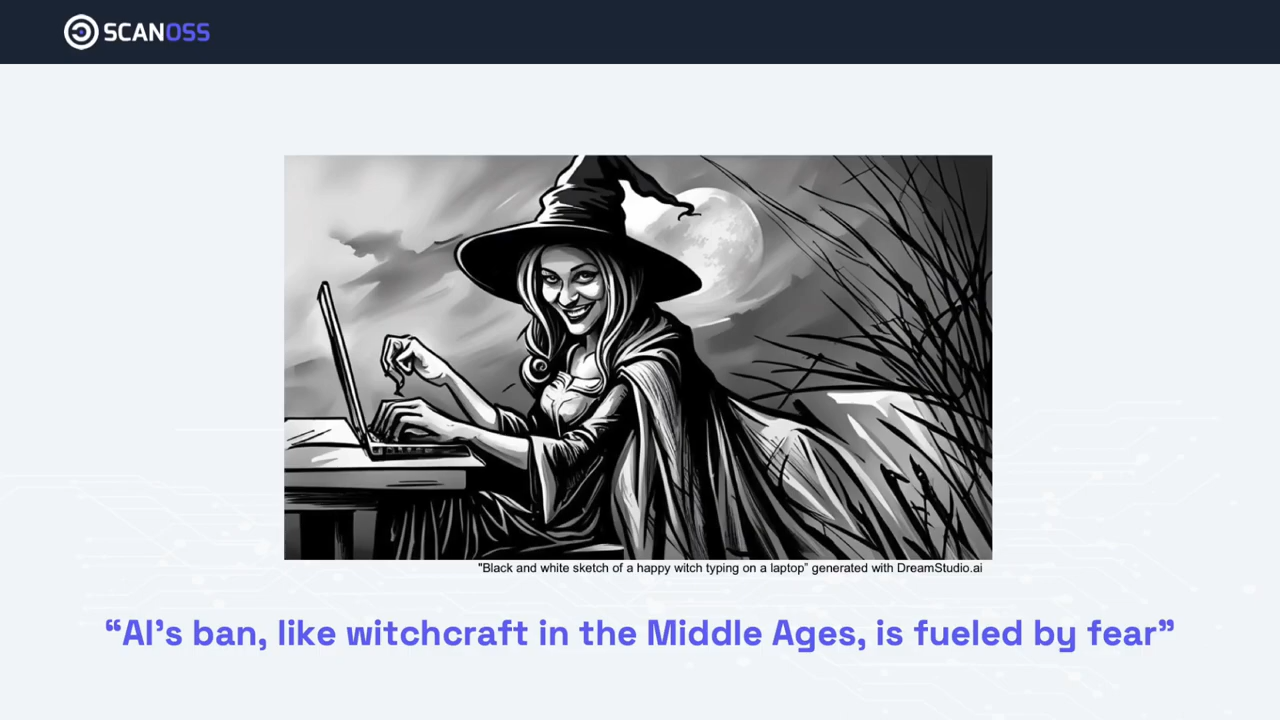 SCANOSS
"Black and white sketch of a happy witch typing on a laptop" generated with DreamStudio.ai
“AI’s ban, like witchcraft in the Middle Ages, is fueled by fear”